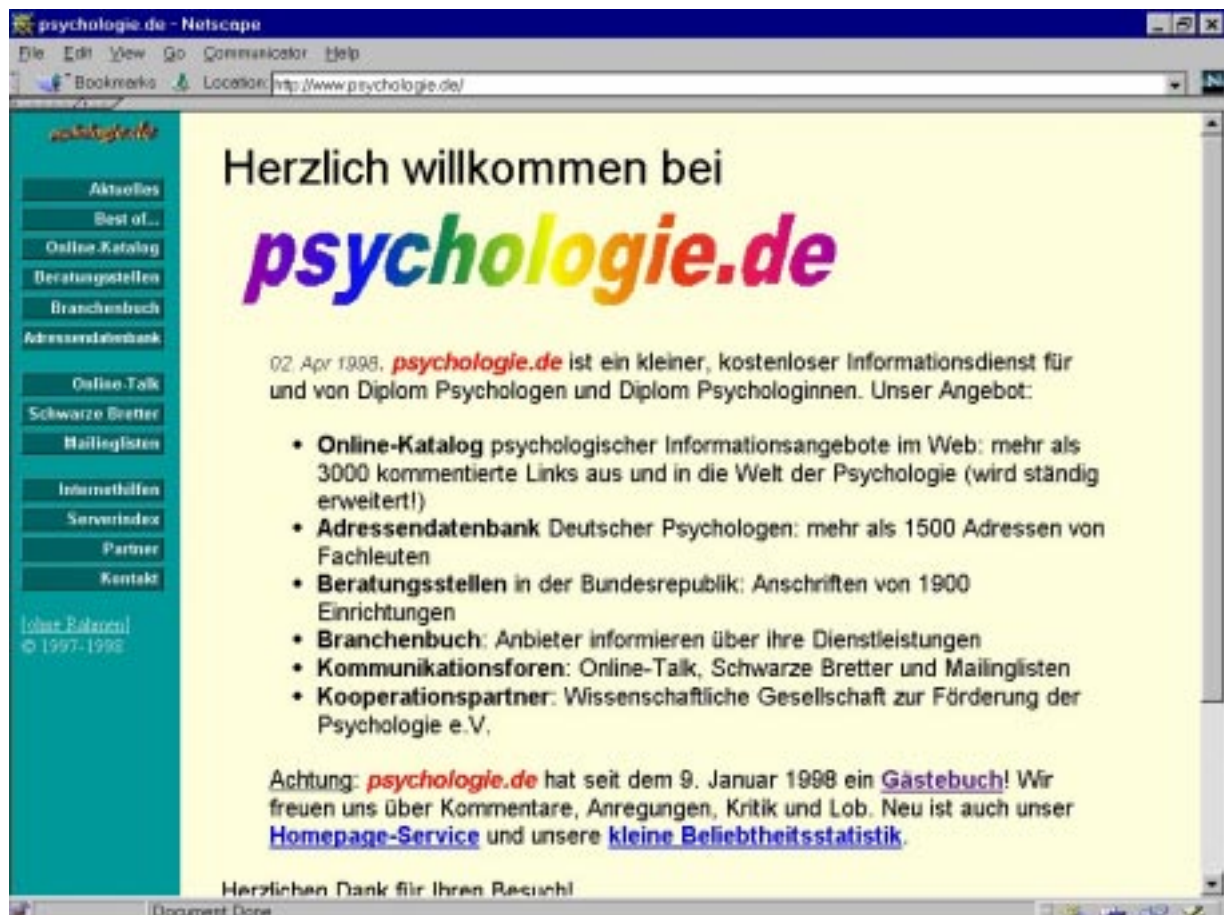 psychologie.de - Netscape
File Edit View Go Communicator Help
Bookmarks Location: http://www.psychologie.de/
psychologie.de
Aktuelles
Best of...
Online-Katalog
Beratungsstellen
Branchenbuch
Adressendatenbank
Online-Talk
Schwarze Bretter
Mailinglisten
Internethilfen
Serverindex
Partner
Kontakt
[ohne Rahmen]
© 1997-1998
Herzlich willkommen bei
psychologie.de
02. Apr 1998. psychologie.de ist ein kleiner, kostenloser Informationsdienst für
und von Diplom Psychologen und Diplom Psychologinnen. Unser Angebot:
• Online-Katalog psychologischer Informationsangebote im Web: mehr als
3000 kommentierte Links aus und in die Welt der Psychologie (wird ständig
erweitert!)
• Adressendatenbank Deutscher Psychologen: mehr als 1500 Adressen von
Fachleuten
• Beratungsstellen in der Bundesrepublik: Anschriften von 1900
Einrichtungen
• Branchenbuch: Anbieter informieren über ihre Dienstleistungen
• Kommunikationsforen: Online-Talk, Schwarze Bretter und Mailinglisten
• Kooperationspartner: Wissenschaftliche Gesellschaft zur Förderung der
Psychologie e.V.
Achtung: psychologie.de hat seit dem 9. Januar 1998 ein Gästebuch! Wir
freuen uns über Kommentare, Anregungen, Kritik und Lob. Neu ist auch unser
Homepage-Service und unsere kleine Beliebtheitsstatistik.
Herzlichen Dank für Ihren Besuch!
Document Done